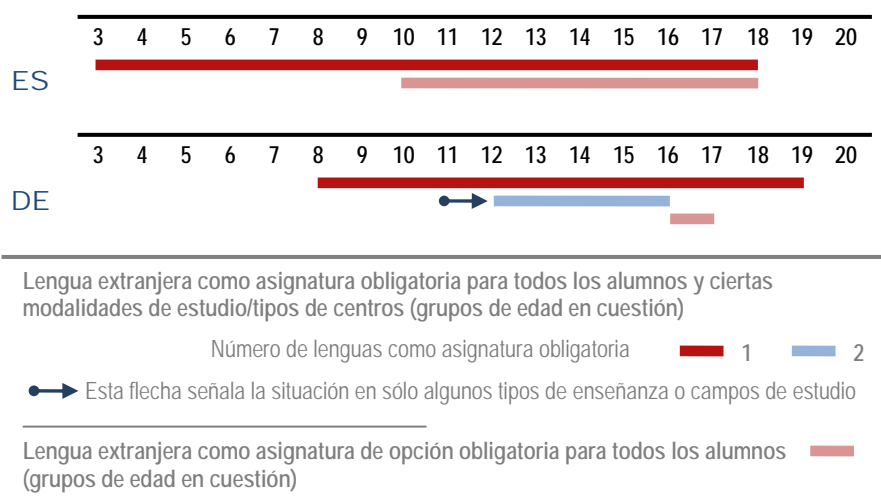 3 4 5 6 7 8 9 10 11 12 13 14 15 16 17 18 19 20
ES
3 4 5 6 7 8 9 10 11 12 13 14 15 16 17 18 19 20
DE
Lengua extranjera como asignatura obligatoria para todos los alumnos y ciertas
modalidades de estudio/tipos de centros (grupos de edad en cuestión)
Número de lenguas como asignatura obligatoria 1 2
Esta flecha señala la situación en sólo algunos tipos de enseñanza o campos de estudio
Lengua extranjera como asignatura de opción obligatoria para todos los alumnos
(grupos de edad en cuestión)